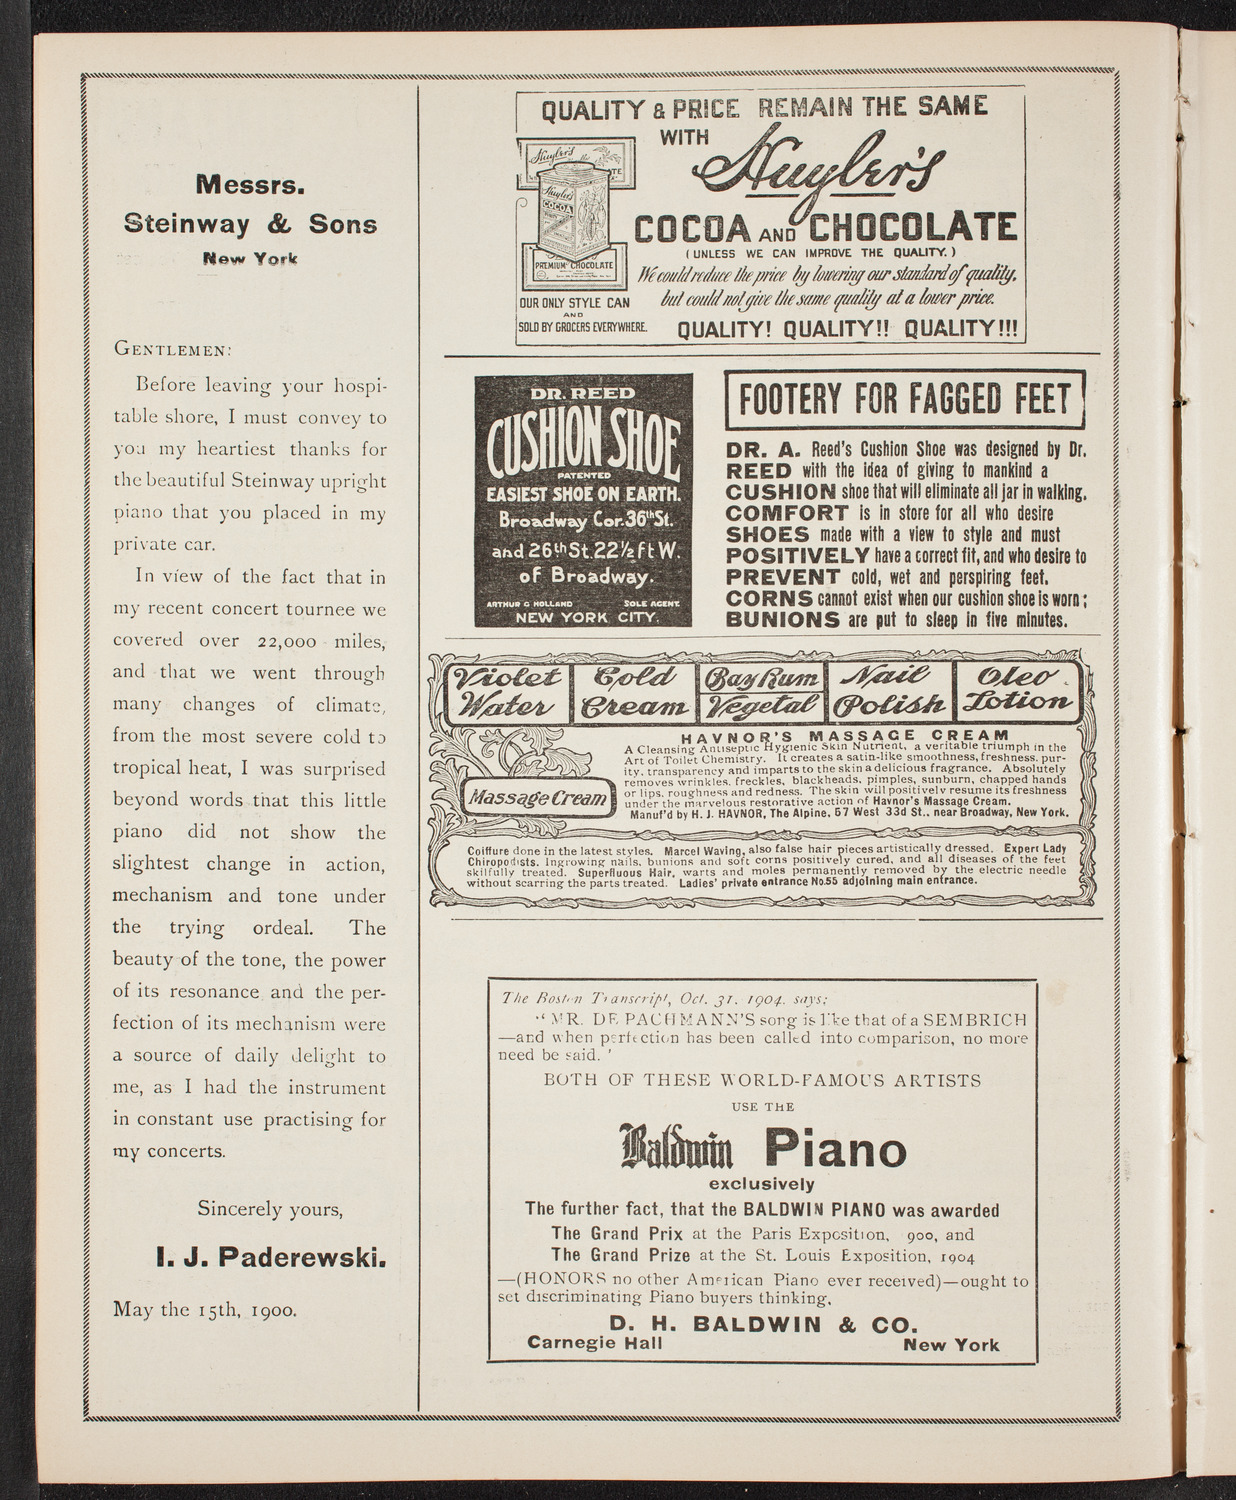 Messrs.
Steinway & Sons
New York
GENTLEMEN:
Before leaving your hospi-
table shore, I must convey to
you my heartiest thanks for
the beautiful Steinway upright
piano that you placed in my
private car.
In view of the fact that in
my recent concert tournee we
covered over 22,000 miles,
and that we went through
many changes of climate,
from the most severe cold to
tropical heat, I was surprised
beyond words that this little
piano did not show the
slightest change in action,
mechanism and tone under
the trying ordeal. The
beauty of the tone, the power
of its resonance and the per-
fection of its mechanism were
a source of daily delight to
me, as I had the instrument
in constant use practising for
my concerts.
Sincerely yours,
I. J. Paderewski.
May the 15th, 1900.
QUALITY & PRICE REMAIN THE SAME
WITH Huyler's
COCOA AND CHOCOLATE
(UNLESS WE CAN IMPROVE THE QUALITY.)
We could reduce the price by lowering our standard of quality,
but could not give the same quality at a lower price.
QUALITY! QUALITY!! QUALITY!!!
Huyler's
Huyler's
COCOA
PREMIUM CHOCOLATE
OUR ONLY STYLE CAN
AND
SOLD BY GROCERS EVERYWHERE.
DR. REED
CUSHION SHOE
PATENTED
EASIEST SHOE ON EARTH.
Broadway Cor. 36th St.
and 26th St. 22½ ft W.
of Broadway.
ARTHUR G HOLLAND SOLE AGENT.
NEW YORK CITY.
FOOTERY FOR FAGGED FEET
DR. A. Reed's Cushion Shoe was designed by Dr.
REED with the idea of giving to mankind a
CUSHION shoe that will eliminate all jar in walking.
COMFORT is in store for all who desire
SHOES made with a view to style and must
POSITIVELY have a correct fit, and who desire to
PREVENT cold, wet and perspiring feet.
CORNS cannot exist when our cushion shoe is worn;
BUNIONS are put to sleep in five minutes.
Violet Water
Cold Cream
Bay Rum
Vegetal
Nail Polish
Oleo Lotion
Massage Cream
HAVNOR'S MASSAGE CREAM
A Cleansing Antiseptic Hygienic Skin Nutrient, a veritable triumph in the
Art of Toilet Chemistry. It creates a satin-like smoothness, freshness, pur-
ity, transparency and imparts to the skin a delicious fragrance. Absolutely
removes wrinkles, freckles, blackheads, pimples, sunburn, chapped hands
or lips, roughness and redness. The skin will positively resume its freshness
under the marvelous restorative action of Havnor's Massage Cream.
Manuf'd by H. J. HAVNOR, The Alpine, 57 West 33d St., near Broadway, New York.
Coiffure done in the latest styles. Marcel Waving, also false hair pieces artistically dressed. Expert Lady
Chiropodists. Ingrowing nails, bunions and soft corns positively cured, and all diseases of the feet
skilfully treated. Superfluous Hair, warts and moles permanently removed by the electric needle
without scarring the parts treated. Ladies' private entrance No. 55 adjoining main entrance.
The Boston Transcript, Oct. 31, 1904, says:
"MR. DE PACHMANN'S song is like that of a SEMBRICH
—and when perfection has been called into comparison, no more
need be said.'
BOTH OF THESE WORLD-FAMOUS ARTISTS
USE THE
Baldwin Piano
exclusively
The further fact, that the BALDWIN PIANO was awarded
The Grand Prix at the Paris Exposition, 900, and
The Grand Prize at the St. Louis Exposition, 1904
—(HONORS no other American Piano ever received)—ought to
set discriminating Piano buyers thinking.
D. H. BALDWIN & CO.
Carnegie Hall New York